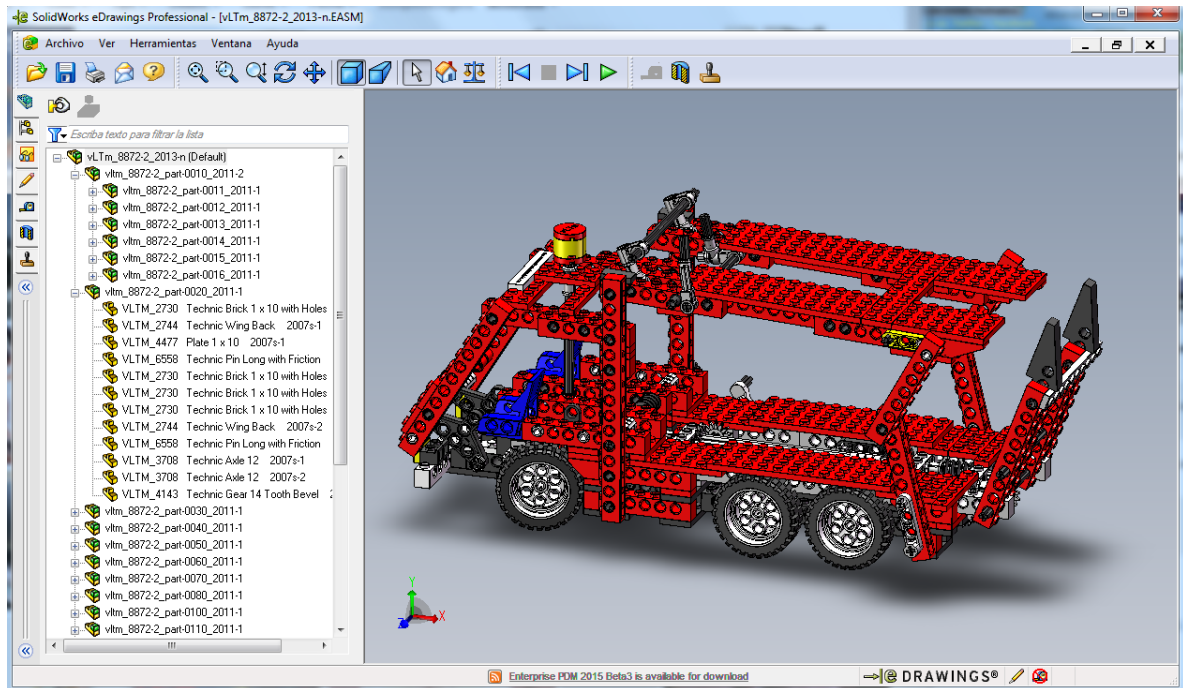 SolidWorks eDrawings Professional - [vLTm_8872-2_2013-n.EASM]
Archivo Ver Herramientas Ventana Ayuda
Escriba texto para filtrar la lista
vLTm_8872-2_2013-n (Default)
vltm_8872-2_part-0010_2011-2
vltm_8872-2_part-0011_2011-1
vltm_8872-2_part-0012_2011-1
vltm_8872-2_part-0013_2011-1
vltm_8872-2_part-0014_2011-1
vltm_8872-2_part-0015_2011-1
vltm_8872-2_part-0016_2011-1
vltm_8872-2_part-0020_2011-1
VLTM_2730 Technic Brick 1 x 10 with Holes
VLTM_2744 Technic Wing Back 2007s-1
VLTM_4477 Plate 1 x 10 2007s-1
VLTM_6558 Technic Pin Long with Friction
VLTM_2730 Technic Brick 1 x 10 with Holes
VLTM_2730 Technic Brick 1 x 10 with Holes
VLTM_2730 Technic Brick 1 x 10 with Holes
VLTM_2744 Technic Wing Back 2007s-2
VLTM_6558 Technic Pin Long with Friction
VLTM_3708 Technic Axle 12 2007s-1
VLTM_3708 Technic Axle 12 2007s-2
VLTM_4143 Technic Gear 14 Tooth Bevel
vltm_8872-2_part-0030_2011-1
vltm_8872-2_part-0040_2011-1
vltm_8872-2_part-0050_2011-1
vltm_8872-2_part-0060_2011-1
vltm_8872-2_part-0070_2011-1
vltm_8872-2_part-0080_2011-1
vltm_8872-2_part-0100_2011-1
vltm_8872-2_part-0110_2011-1
Y
X
Enterprise PDM 2015 Beta3 is available for download
e DRAWINGS®